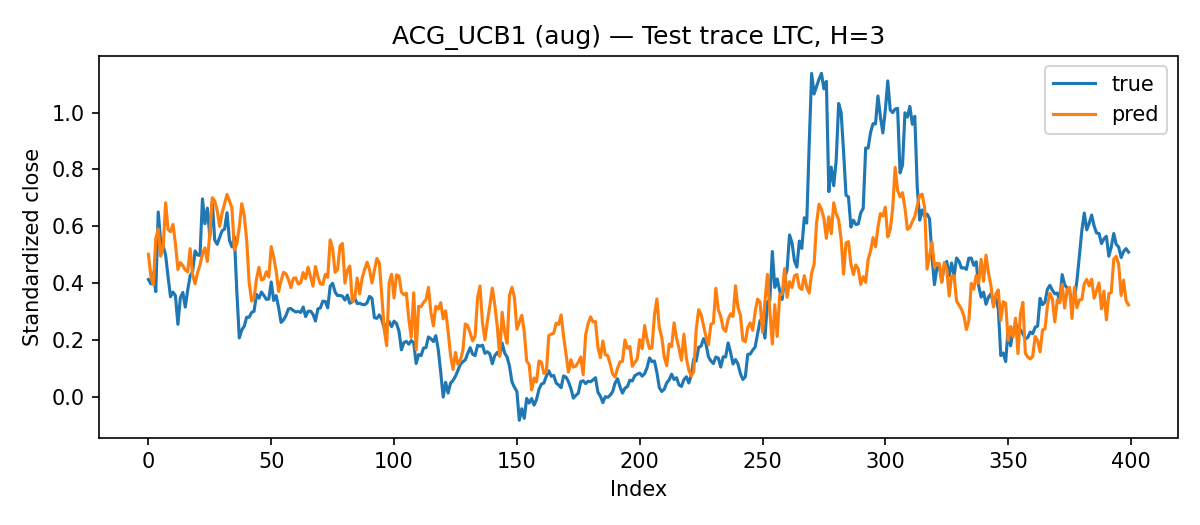 ACG_UCB1 (aug) — Test trace LTC, H=3
true
pred
Standardized close
1.0
0.8
0.6
0.4
0.2
0.0
0 50 100 150 200 250 300 350 400
Index